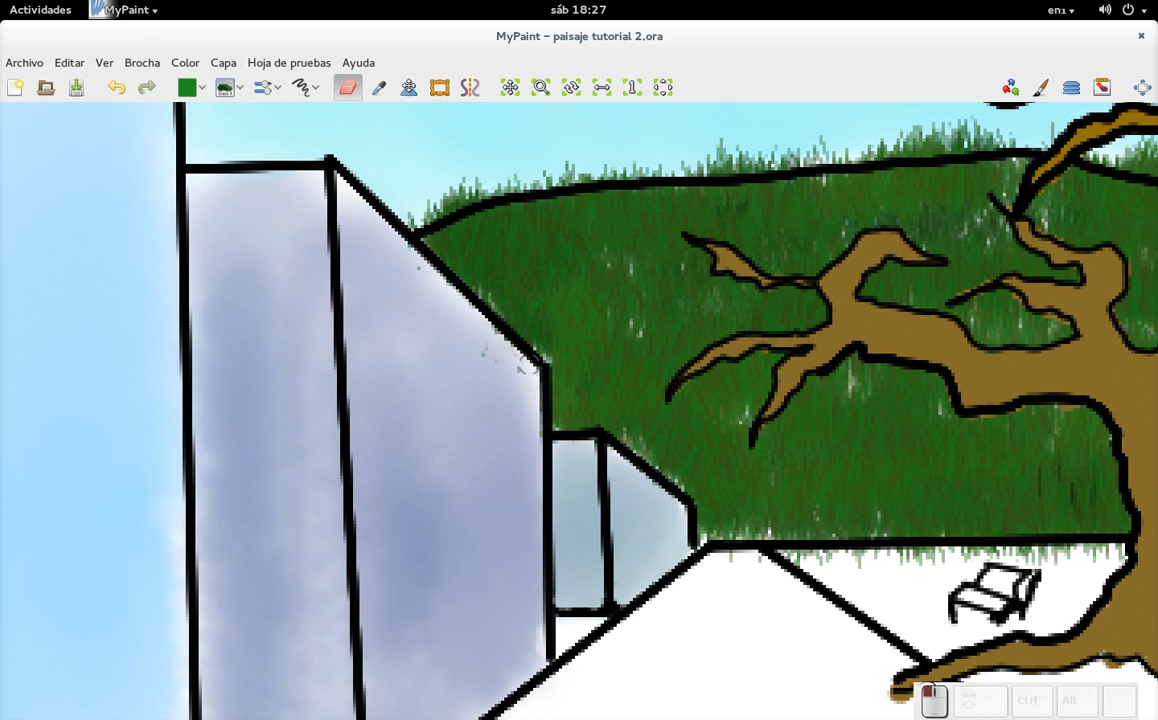 Actividades MyPaint sáb 18:27 en₁
MyPaint – paisaje tutorial 2.ora ×
Archivo Editar Ver Brocha Color Capa Hoja de pruebas Ayuda
1
Ctrl Alt